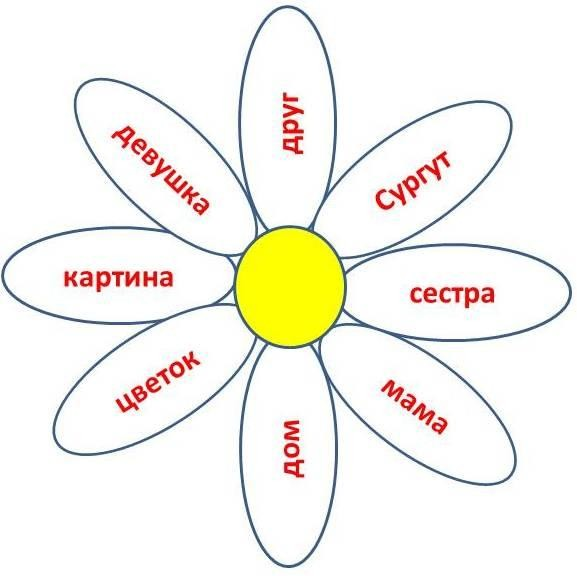 друг
Сургут
сестра
мама
дом
цветок
картина
девушка